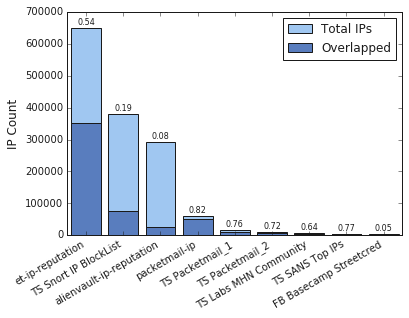 700000
600000
500000
400000
300000
200000
100000
0
IP Count
Total IPs
Overlapped
0.54
0.19
0.08
0.82
0.76
0.72
0.64
0.77
0.05
et-ip-reputation
TS Snort IP BlockList
alienvault-ip-reputation
packetmail-ip
TS Packetmail_1
TS Packetmail_2
TS Labs MHN Community
TS SANS Top IPs
FB Basecamp Streetcred